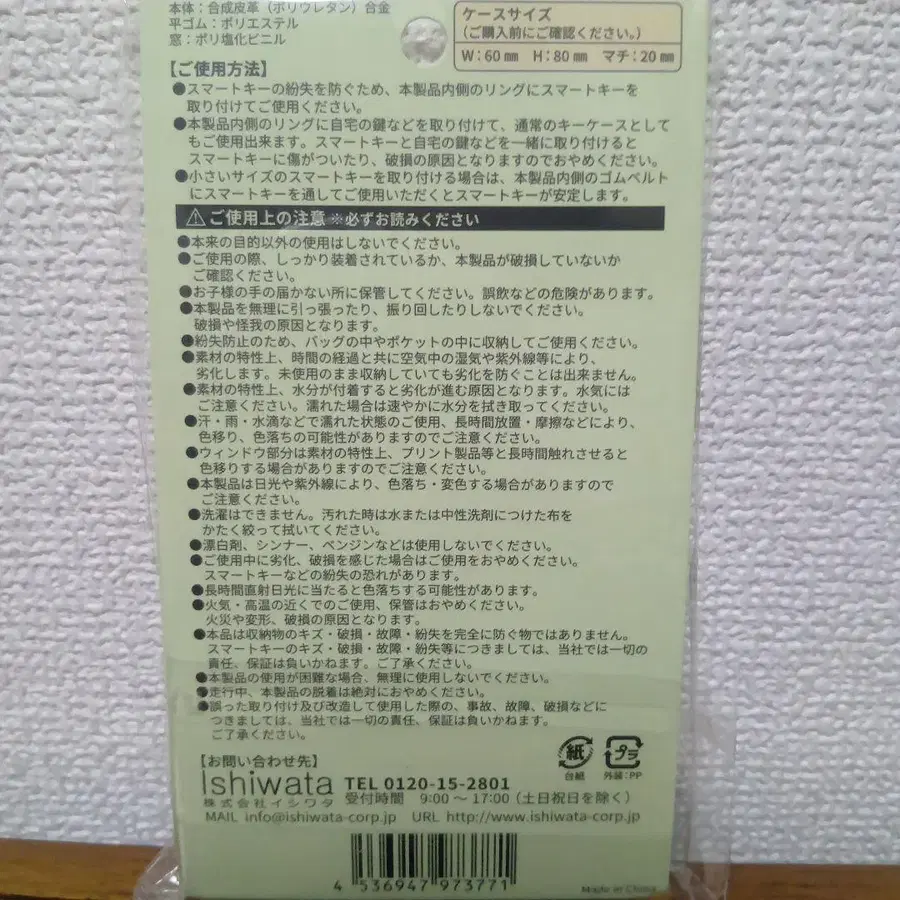 本体：合成皮革（ポリウレタン）合金
平ゴム：ポリエステル
窓：ポリ塩化ビニル
ケースサイズ
（ご購入前にご確認ください。）
W：60㎜ H：80㎜ マチ：20㎜
【ご使用方法】
●スマートキーの紛失を防ぐため、本製品内側のリングにスマートキーを
取り付けてご使用ください。
●本製品内側のリングに自宅の鍵などを取り付けて、通常のキーケースとして
もご使用出来ます。スマートキーと自宅の鍵などを一緒に取り付けると
スマートキーに傷がついたり、破損の原因となりますのでおやめください。
●小さいサイズのスマートキーを取り付ける場合は、本製品内側のゴムベルト
にスマートキーを通してご使用いただくとスマートキーが安定します。
⚠ご使用上の注意 ※必ずお読みください
●本来の目的以外の使用はしないでください。
●ご使用の際、しっかり装着されているか、本製品が破損していないか
ご確認ください。
●お子様の手の届かない所に保管してください。誤飲などの危険があります。
●本製品を無理に引っ張ったり、振り回したりしないでください。
破損や怪我の原因となります。
●紛失防止のため、バッグの中やポケットの中に収納してご使用ください。
●素材の特性上、時間の経過と共に空気中の湿気や紫外線等により、
劣化します。未使用のまま収納していても劣化を防ぐことは出来ません。
●素材の特性上、水分が付着すると劣化が進む原因となります。水気には
ご注意ください。濡れた場合は速やかに水分を拭き取ってください。
●汗・雨・水滴などで濡れた状態のご使用、長時間放置・摩擦などにより、
色移り、色落ちの可能性がありますのでご注意ください。
●ウィンドウ部分は素材の特性上、プリント製品等と長時間触れさせると
色移りする場合がありますのでご注意ください。
●本製品は日光や紫外線により、色落ち・変色する場合がありますので
ご注意ください。
●洗濯はできません。汚れた時は水または中性洗剤につけた布を
かたく絞って拭いてください。
●漂白剤、シンナー、ベンジンなどは使用しないでください。
●ご使用中に劣化、破損を感じた場合はご使用をおやめください。
スマートキーなどの紛失の恐れがあります。
●長時間直射日光に当たると色落ちする可能性があります。
●火気・高温の近くでのご使用、保管はおやめください。
火災や変形、破損の原因となります。
●本品は収納物のキズ・破損・故障・紛失を完全に防ぐ物ではありません。
スマートキーのキズ・破損・故障・紛失等につきましては、当社では一切の
責任、保証は負いかねます。ご了承ください。
●本製品の使用が困難な場合、無理に使用しないでください。
●走行中、本製品の脱着は絶対におやめください。
●誤った取り付け及び改造して使用した際の、事故、故障、破損などに
つきましては、当社では一切の責任、保証は負いかねます。
ご了承ください。
紙
台紙
プラ
外装：PP
【お問い合わせ先】
Ishiwata TEL 0120-15-2801
株式会社イシワタ 受付時間 9:00～17:00（土日祝日を除く）
MAIL info@ishiwata-corp.jp URL http://www.ishiwata-corp.jp
4 536947 973771
Made in China